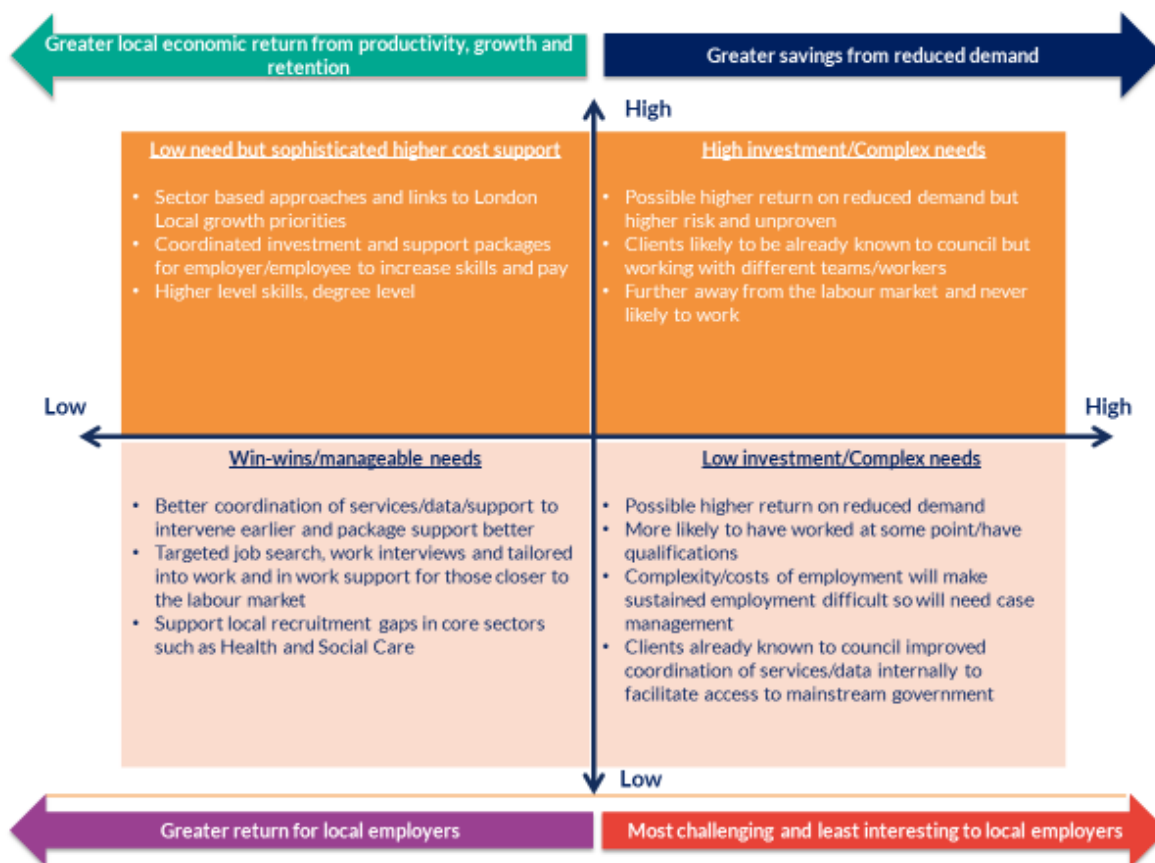 Greater local economic return from productivity, growth and
retention
Greater savings from reduced demand
High
Low need but sophisticated higher cost support
• Sector based approaches and links to London
Local growth priorities
• Coordinated investment and support packages
for employer/employee to increase skills and pay
• Higher level skills, degree level
High investment/Complex needs
• Possible higher return on reduced demand but
higher risk and unproven
• Clients likely to be already known to council but
working with different teams/workers
• Further away from the labour market and never
likely to work
Low
High
Win-wins/manageable needs
• Better coordination of services/data/support to
intervene earlier and package support better
• Targeted job search, work interviews and tailored
into work and in work support for those closer to
the labour market
• Support local recruitment gaps in core sectors
such as Health and Social Care
Low investment/Complex needs
• Possible higher return on reduced demand
• More likely to have worked at some point/have
qualifications
• Complexity/costs of employment will make
sustained employment difficult so will need case
management
• Clients already known to council improved
coordination of services/data internally to
facilitate access to mainstream government
Low
Greater return for local employers
Most challenging and least interesting to local employers